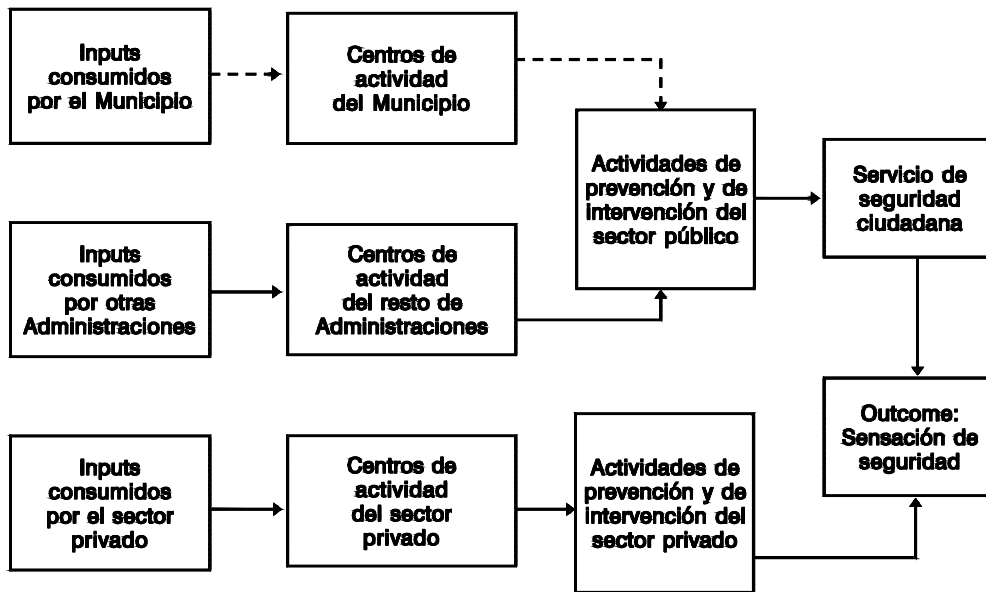 Inputs
consumidos
por el Municipio
Centros de
actividad
del Municipio
Actividades de
prevención y de
intervención del
sector público
Servicio de
seguridad
ciudadana
Inputs
consumidos
por otras
Administraciones
Centros de
actividad
del resto de
Administraciones
Outcome:
Sensación de
seguridad
Inputs
consumidos
por el sector
privado
Centros de
actividad
del sector
privado
Actividades de
prevención y de
intervención del
sector privado